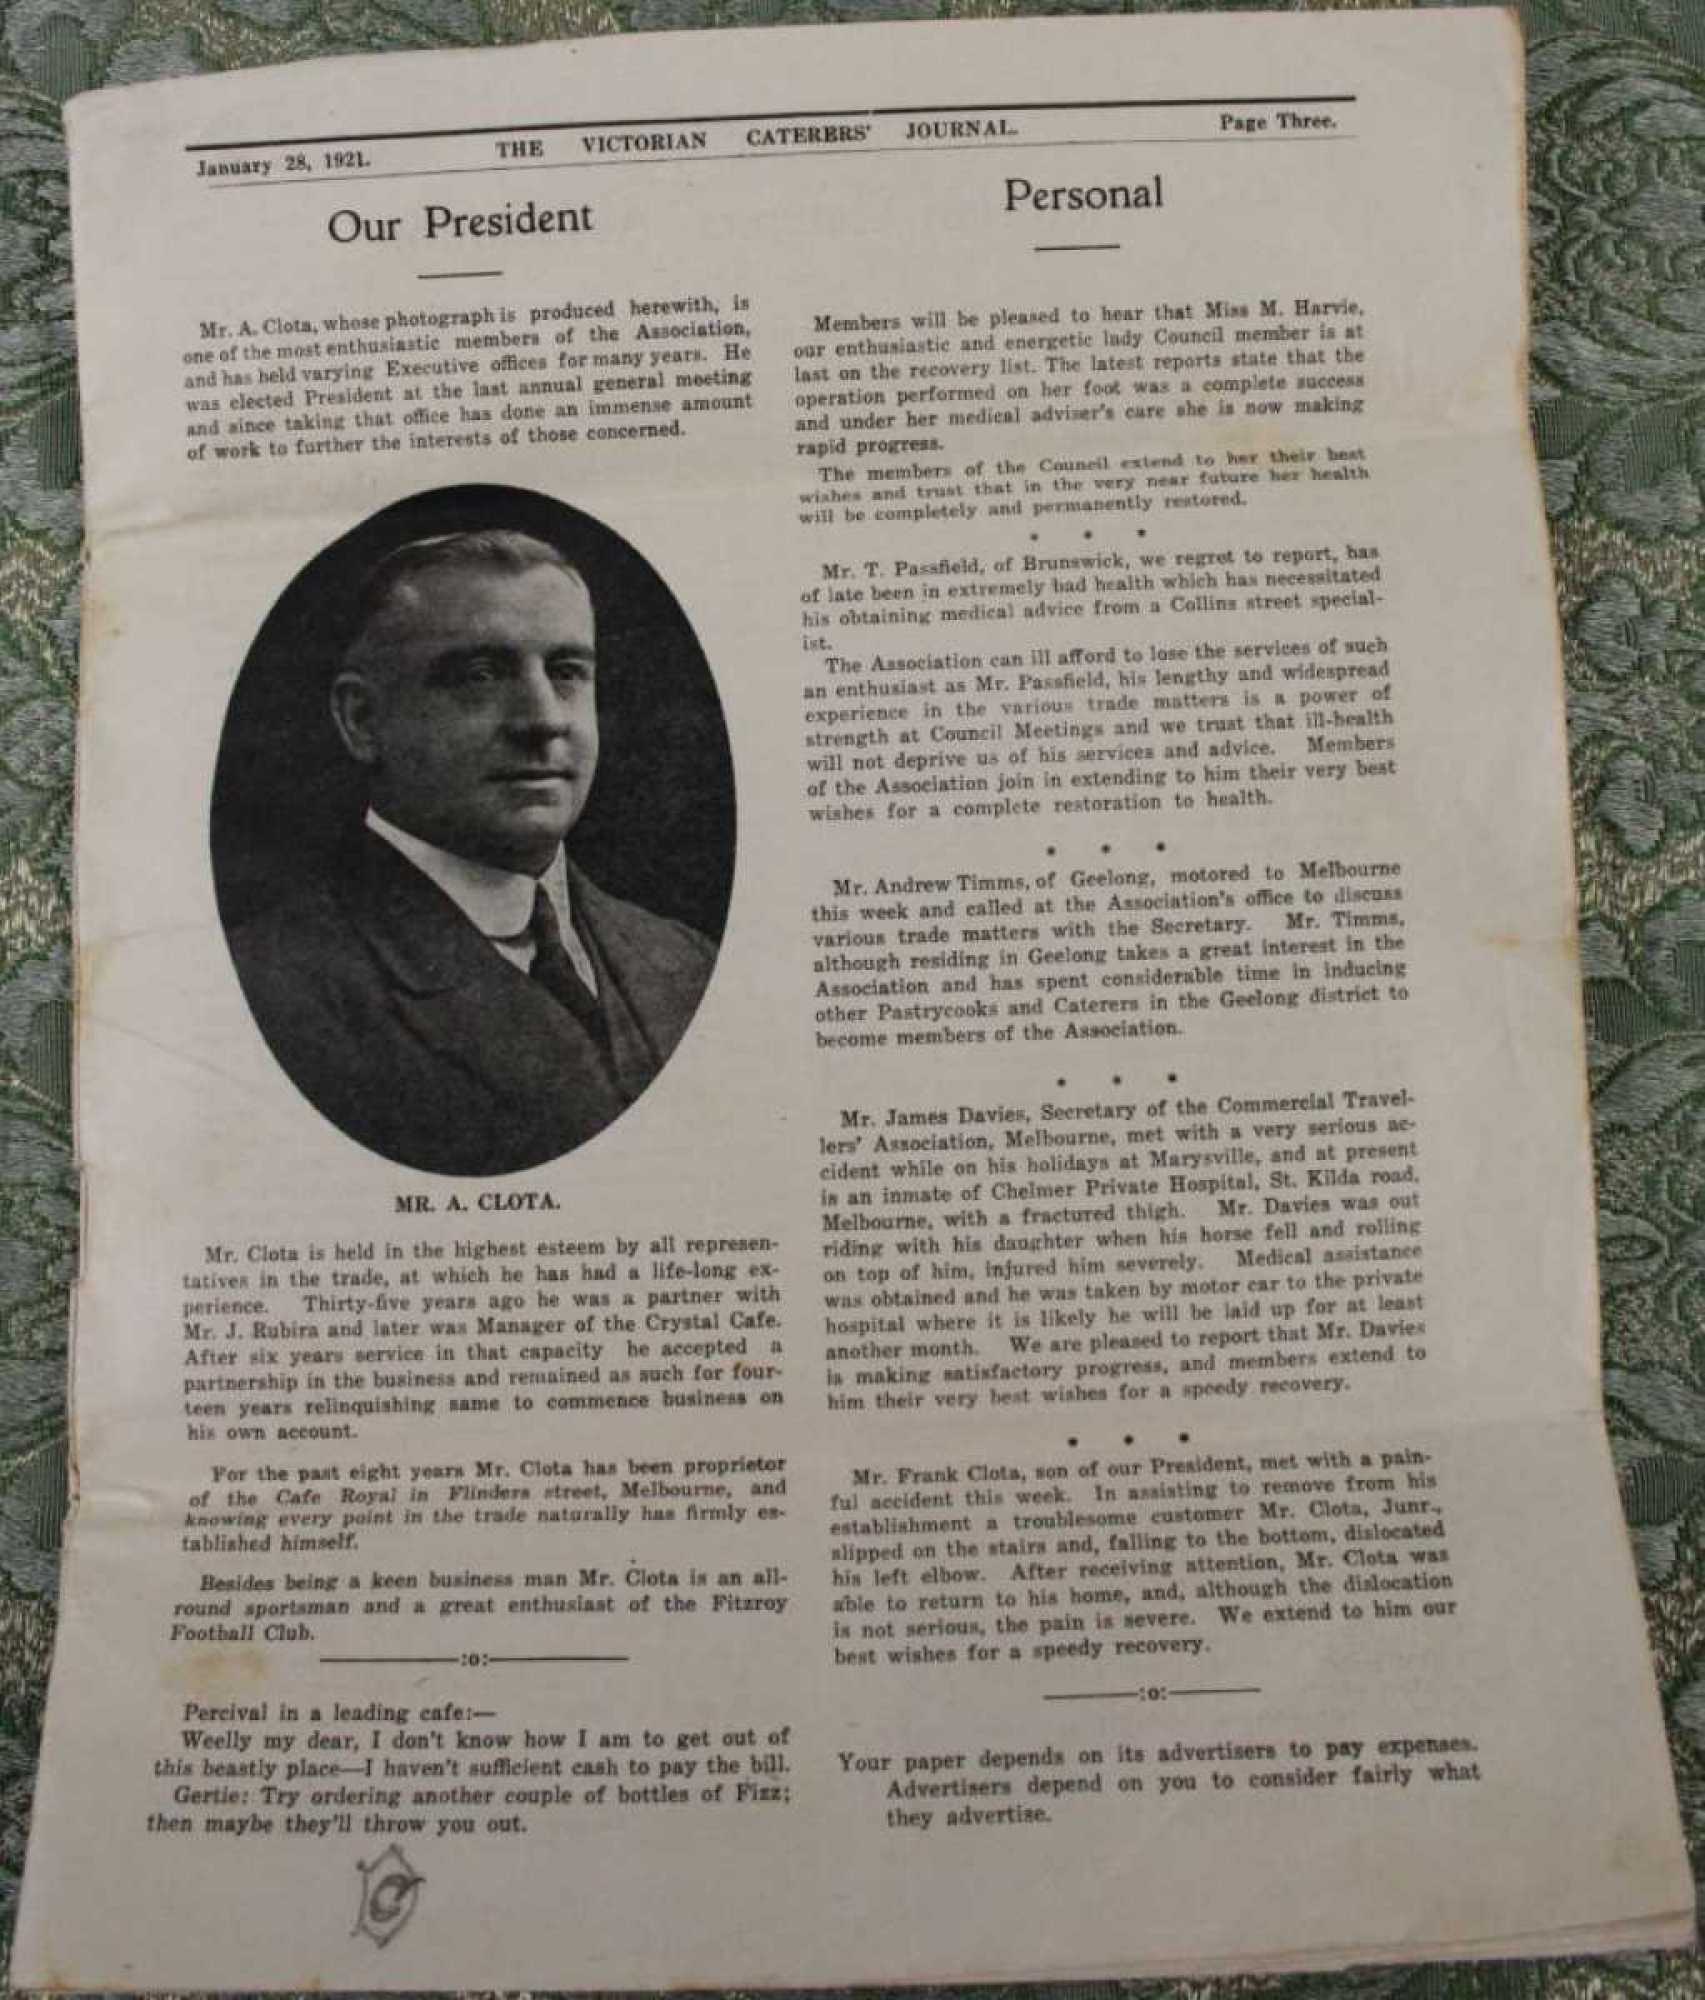 January 28, 1921. THE VICTORIAN CATERERS' JOURNAL. Page Three.
Our President
Mr. A. Clota, whose photograph is produced herewith, is
one of the most enthusiastic members of the Association,
and has held varying Executive offices for many years. He
was elected President at the last annual general meeting
and since taking that office has done an immense amount
of work to further the interests of those concerned.
MR. A. CLOTA.
Mr. Clota is held in the highest esteem by all represen-
tatives in the trade, at which he has had a life-long ex-
perience. Thirty-five years ago he was a partner with
Mr. J. Rubira and later was Manager of the Crystal Cafe.
After six years service in that capacity he accepted a
partnership in the business and remained as such for four-
teen years relinquishing same to commence business on
his own account.
For the past eight years Mr. Clota has been proprietor
of the Cafe Royal in Flinders street, Melbourne, and
knowing every point in the trade naturally has firmly es-
tablished himself.
Besides being a keen business man Mr. Clota is an all-
round sportsman and a great enthusiast of the Fitzroy
Football Club.
:o:
Percival in a leading cafe:—
Weelly my dear, I don't know how I am to get out of
this beastly place—I haven't sufficient cash to pay the bill.
Gertie: Try ordering another couple of bottles of Fizz;
then maybe they'll throw you out.
C
Personal
Members will be pleased to hear that Miss M. Harvie,
our enthusiastic and energetic lady Council member is at
last on the recovery list. The latest reports state that the
operation performed on her foot was a complete success
and under her medical adviser's care she is now making
rapid progress.
The members of the Council extend to her their best
wishes and trust that in the very near future her health
will be completely and permanently restored.
* * *
Mr. T. Passfield, of Brunswick, we regret to report, has
of late been in extremely bad health which has necessitated
his obtaining medical advice from a Collins street special-
ist.
The Association can ill afford to lose the services of such
an enthusiast as Mr. Passfield, his lengthy and widespread
experience in the various trade matters is a power of
strength at Council Meetings and we trust that ill-health
will not deprive us of his services and advice. Members
of the Association join in extending to him their very best
wishes for a complete restoration to health.
* * *
Mr. Andrew Timms, of Geelong, motored to Melbourne
this week and called at the Association's office to discuss
various trade matters with the Secretary. Mr. Timms,
although residing in Geelong takes a great interest in the
Association and has spent considerable time in inducing
other Pastrycooks and Caterers in the Geelong district to
become members of the Association.
* * *
Mr. James Davies, Secretary of the Commercial Travel-
lers' Association, Melbourne, met with a very serious ac-
cident while on his holidays at Marysville, and at present
is an inmate of Chelmer Private Hospital, St. Kilda road,
Melbourne, with a fractured thigh. Mr. Davies was out
riding with his daughter when his horse fell and rolling
on top of him, injured him severely. Medical assistance
was obtained and he was taken by motor car to the private
hospital where it is likely he will be laid up for at least
another month. We are pleased to report that Mr. Davies
is making satisfactory progress, and members extend to
him their very best wishes for a speedy recovery.
* * *
Mr. Frank Clota, son of our President, met with a pain-
ful accident this week. In assisting to remove from his
establishment a troublesome customer Mr. Clota, Junr.,
slipped on the stairs and, falling to the bottom, dislocated
his left elbow. After receiving attention, Mr. Clota was
able to return to his home, and, although the dislocation
is not serious, the pain is severe. We extend to him our
best wishes for a speedy recovery.
:o:
Your paper depends on its advertisers to pay expenses.
Advertisers depend on you to consider fairly what
they advertise.